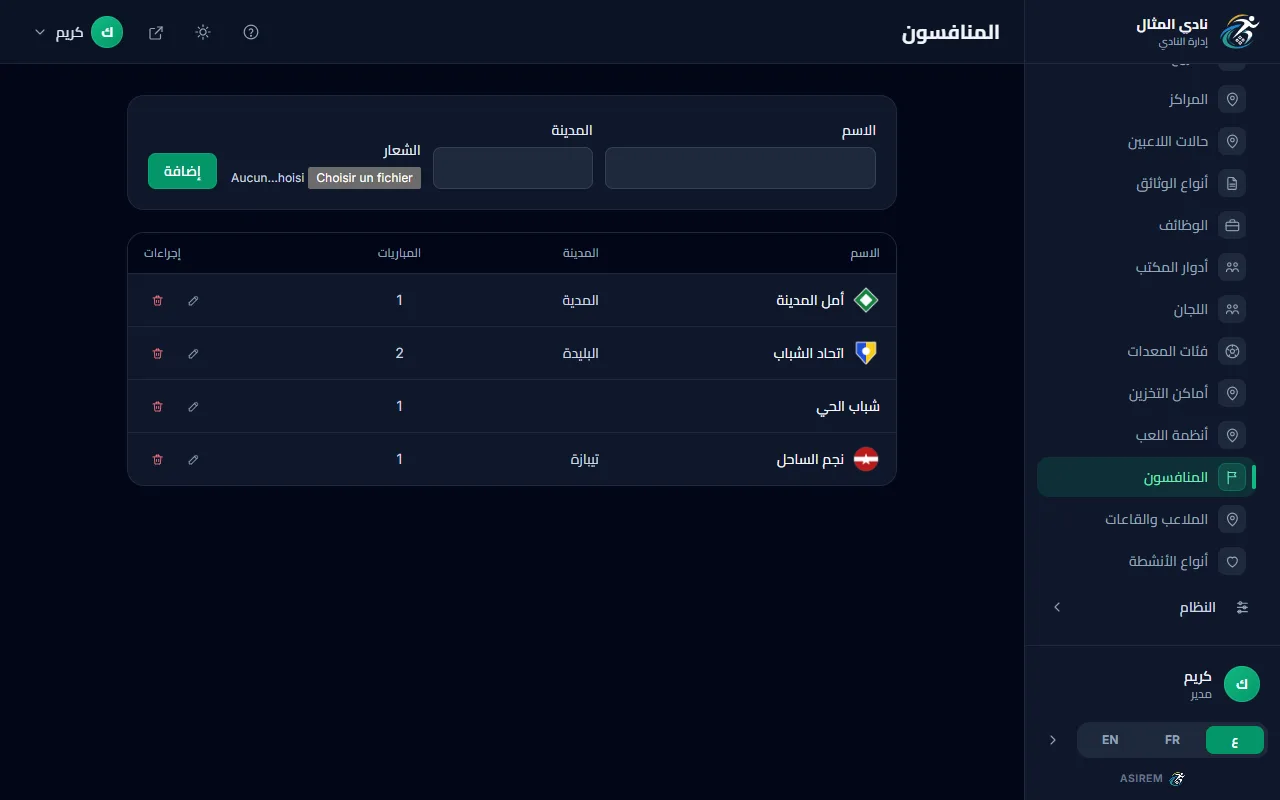 نادي المثال
إدارة النادي
المراكز
حالات اللاعبين
أنواع الوثائق
الوظائف
أدوار المكتب
اللجان
فئات المعدات
أماكن التخزين
أنظمة اللعب
المنافسون
الملاعب والقاعات
أنواع الأنشطة
النظام
ك
كريم
مدير
ع FR EN
ASIREM
المنافسون
ك كريم
الاسم
المدينة
الشعار
Choisir un fichier Aucun...hoisi
إضافة
الاسم المدينة المباريات إجراءات
أمل المدينة المدية 1
اتحاد الشباب البليدة 2
شباب الحي 1
نجم الساحل تيبازة 1